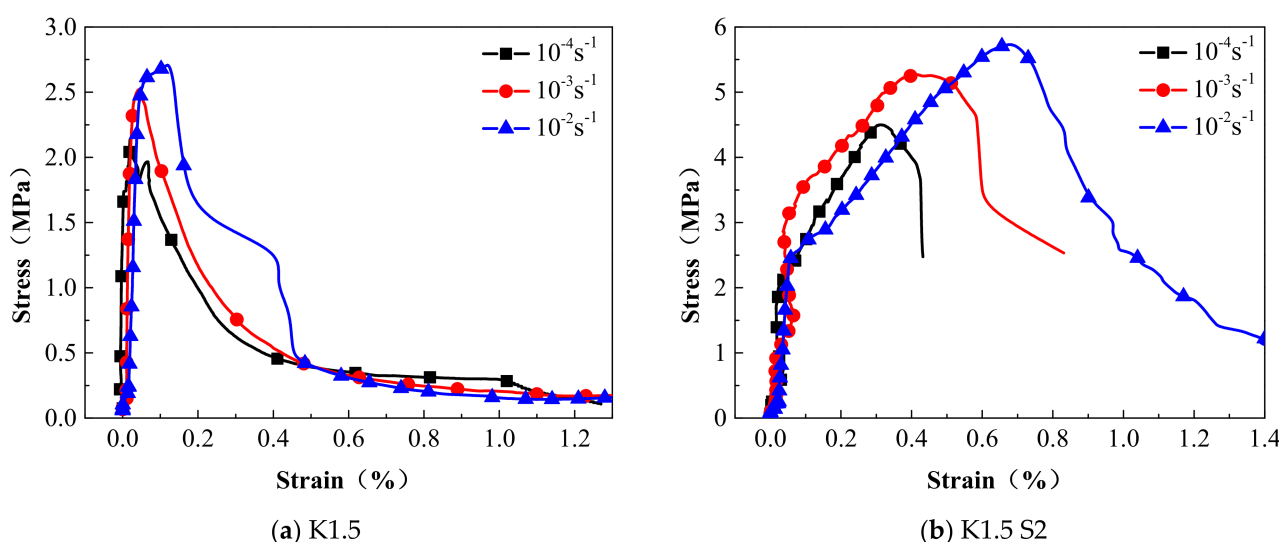 3.0
2.5
2.0
1.5
1.0
0.5
0.0
Stress（MPa）
0.0 0.2 0.4 0.6 0.8 1.0 1.2
Strain（%）
10⁻⁴s⁻¹
10⁻³s⁻¹
10⁻²s⁻¹
(a) K1.5
6
5
4
3
2
1
0
Stress（MPa）
0.0 0.2 0.4 0.6 0.8 1.0 1.2 1.4
Strain（%）
10⁻⁴s⁻¹
10⁻³s⁻¹
10⁻²s⁻¹
(b) K1.5 S2